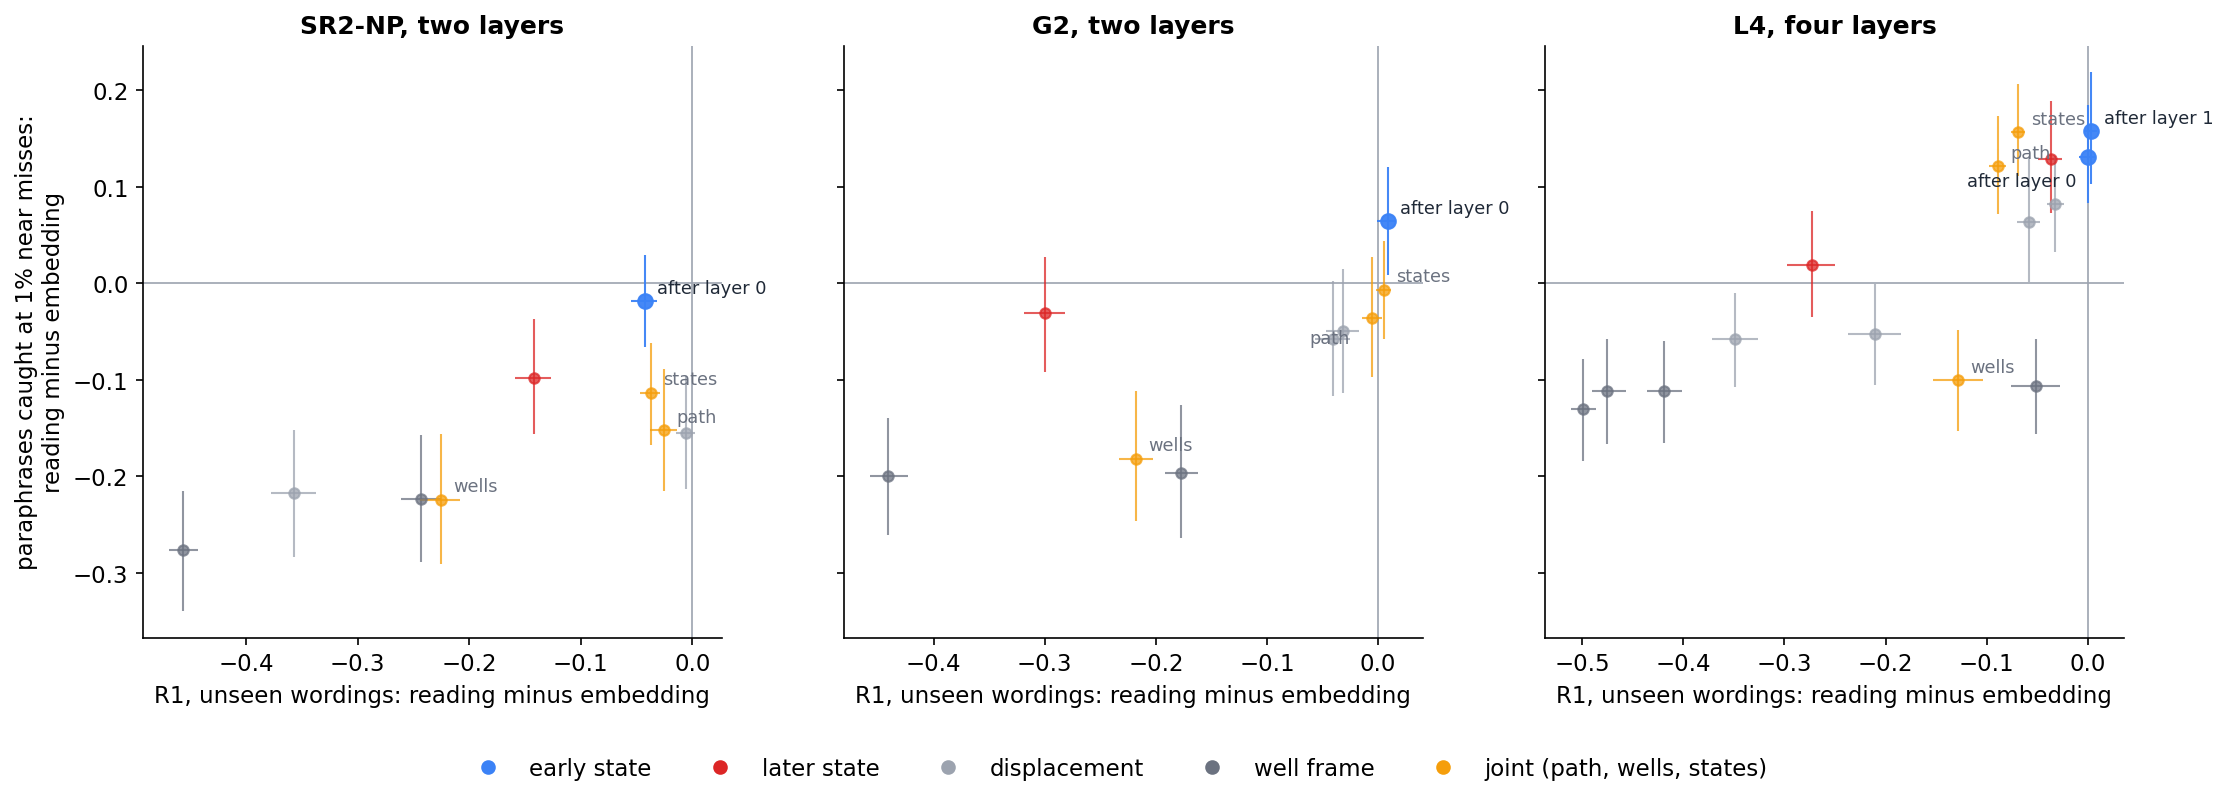 SR2-NP, two layers
G2, two layers
L4, four layers
paraphrases caught at 1% near misses:
reading minus embedding
0.2
0.1
0.0
−0.1
−0.2
−0.3
after layer 0
states
path
wells
−0.4
−0.3
−0.2
−0.1
0.0
R1, unseen wordings: reading minus embedding
after layer 0
states
path
wells
−0.4
−0.3
−0.2
−0.1
0.0
R1, unseen wordings: reading minus embedding
after layer 1
states
path
after layer 0
wells
−0.5
−0.4
−0.3
−0.2
−0.1
0.0
R1, unseen wordings: reading minus embedding
early state
later state
displacement
well frame
joint (path, wells, states)